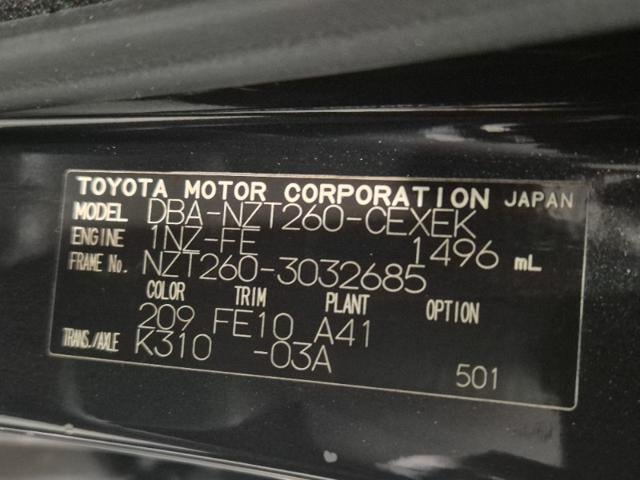 TOYOTA MOTOR CORPORATION JAPAN
MODEL DBA-NZT260-CEXEK
ENGINE 1NZ-FE 1496 mL
FRAME No. NZT260-3032685
COLOR TRIM PLANT OPTION
209 FE10 A41
TRANS./AXLE K310 -03A
501